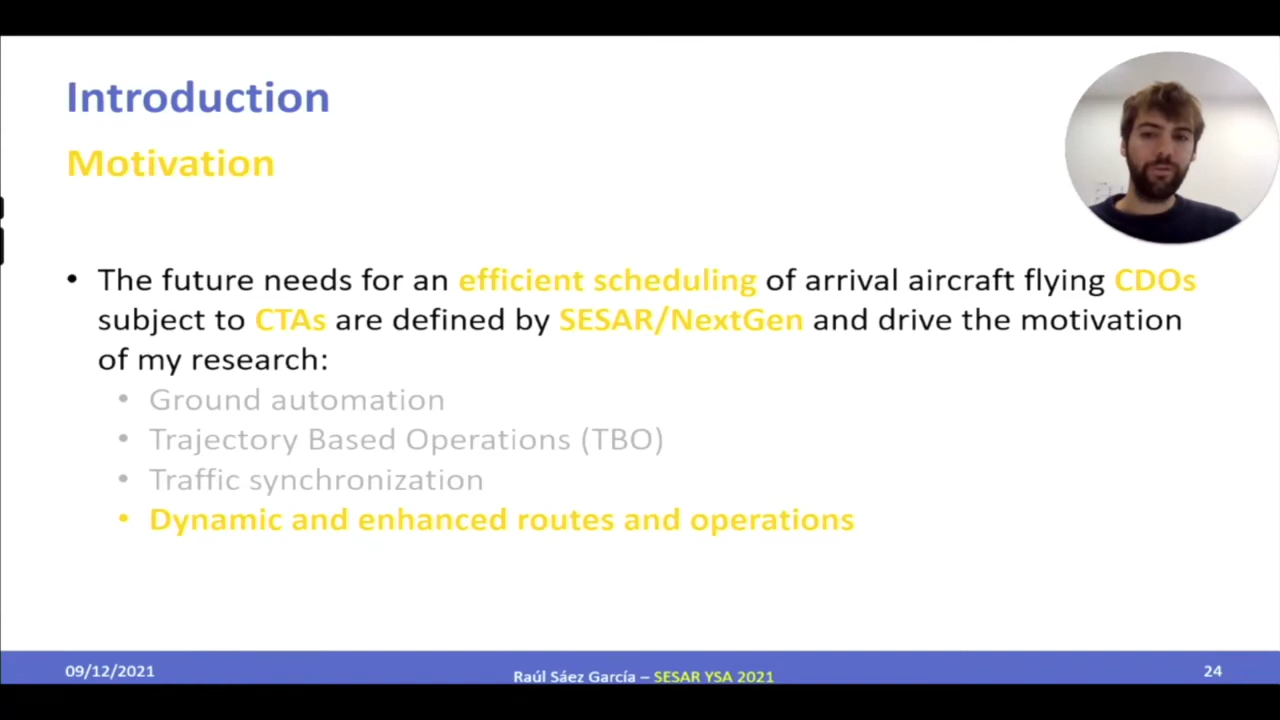 Introduction
Motivation
• The future needs for an efficient scheduling of arrival aircraft flying CDOs
subject to CTAs are defined by SESAR/NextGen and drive the motivation
of my research:
• Ground automation
• Trajectory Based Operations (TBO)
• Traffic synchronization
• Dynamic and enhanced routes and operations
09/12/2021
Raúl Sáez García – SESAR YSA 2021
24